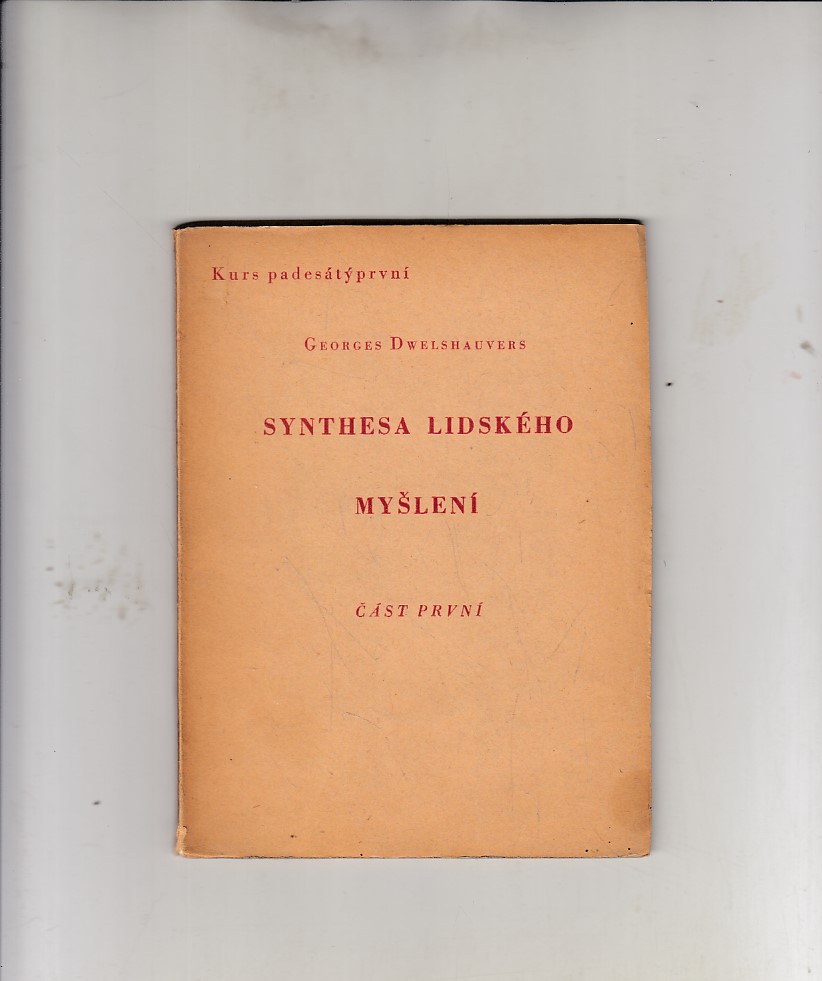 Kurs padesátýprvní
GEORGES DWELSHAUVERS
SYNTHESA LIDSKÉHO
MYŠLENÍ
ČÁST PRVNÍ